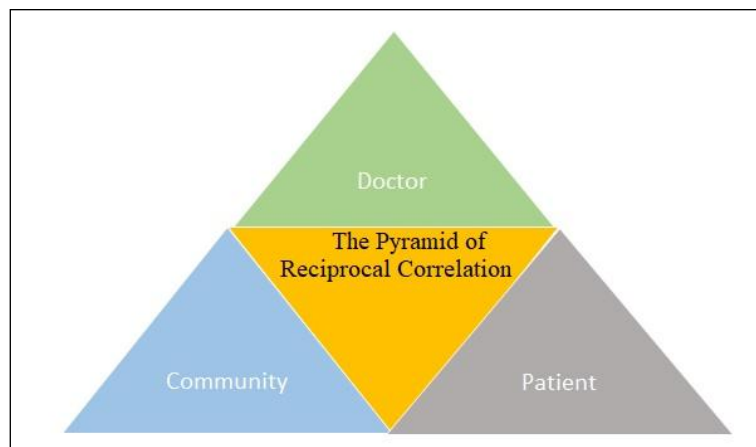 Doctor
The Pyramid of
Reciprocal Correlation
Community
Patient